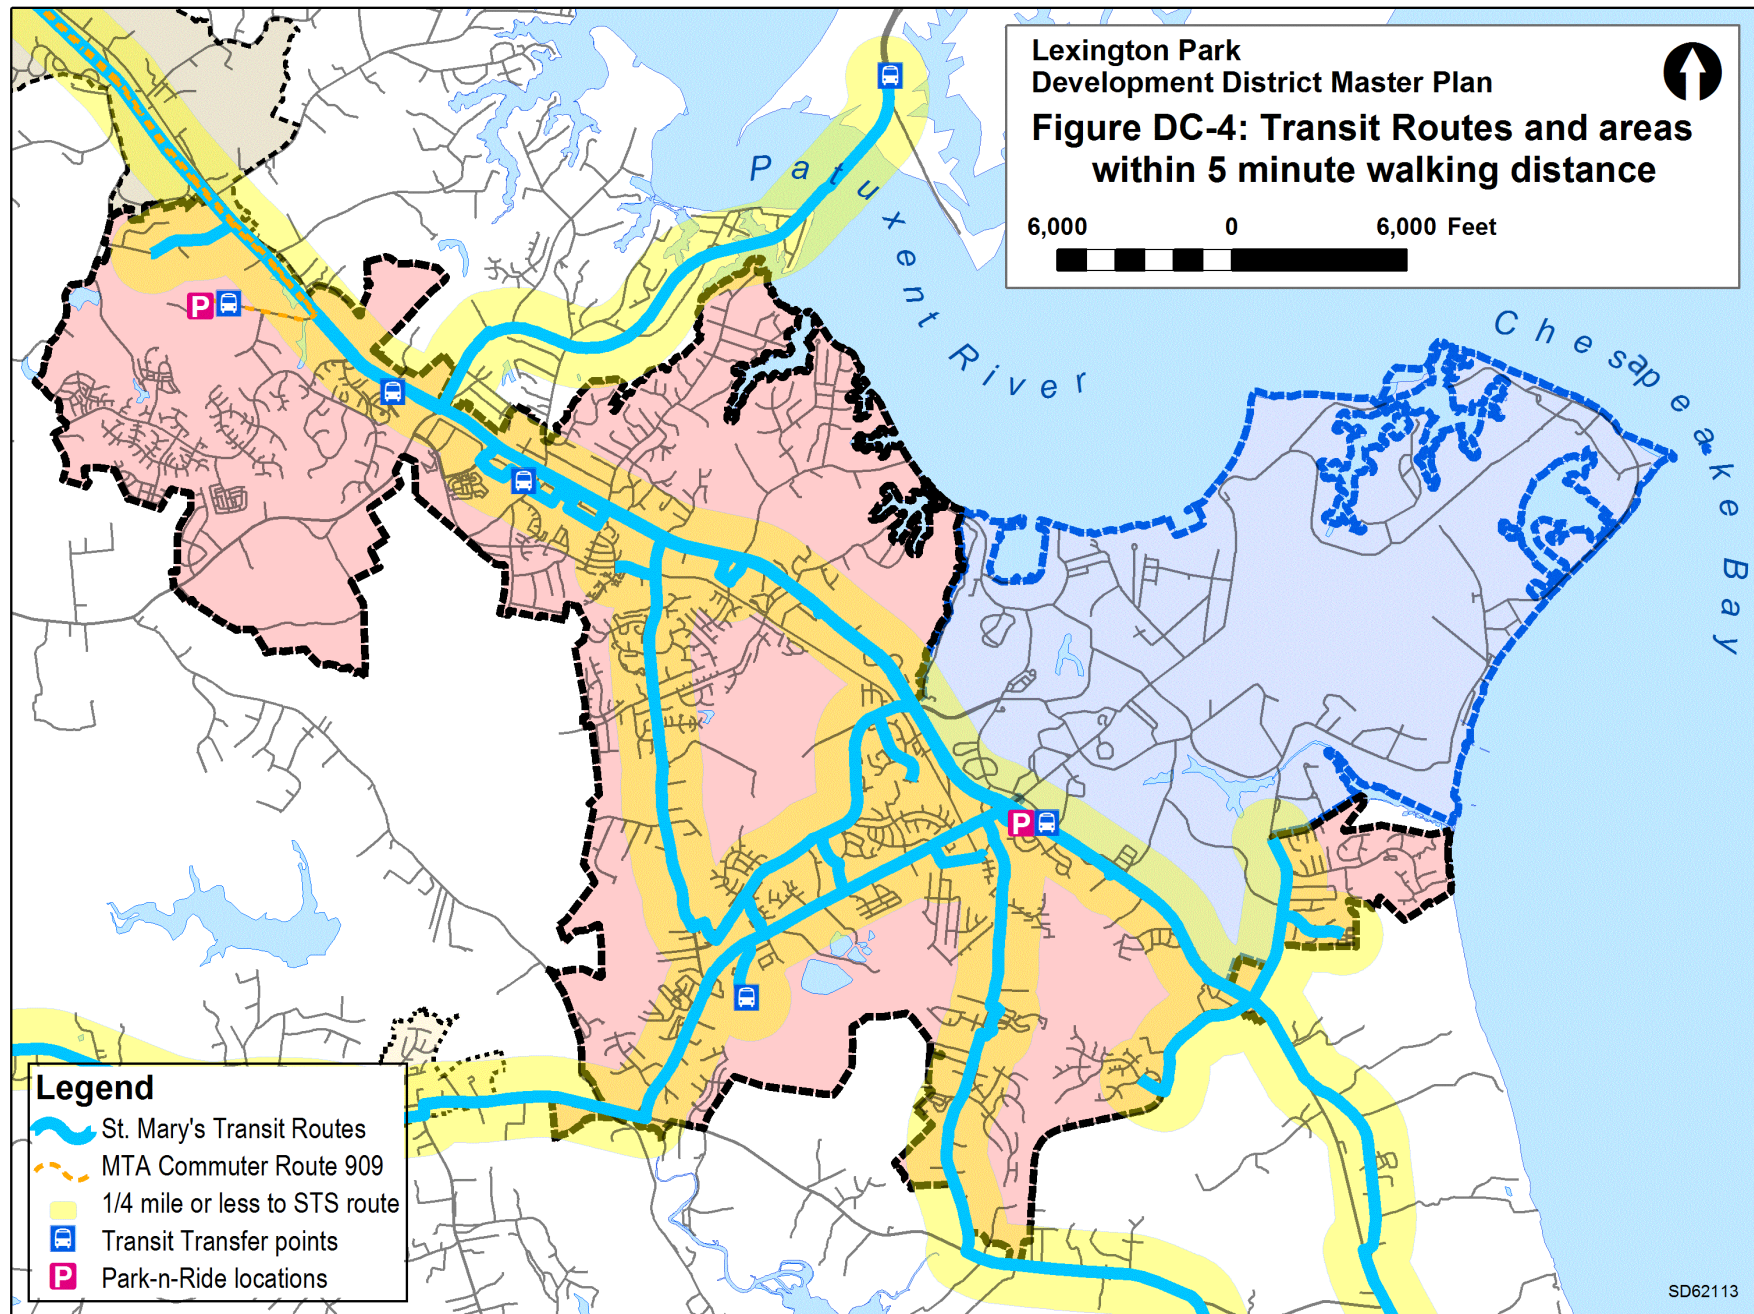 Lexington Park
Development District Master Plan
Figure DC-4: Transit Routes and areas
within 5 minute walking distance
6,000 0 6,000 Feet
Patuxent River
Chesapeake Bay
P
P
Legend
St. Mary's Transit Routes
MTA Commuter Route 909
1/4 mile or less to STS route
Transit Transfer points
P Park-n-Ride locations
SD62113